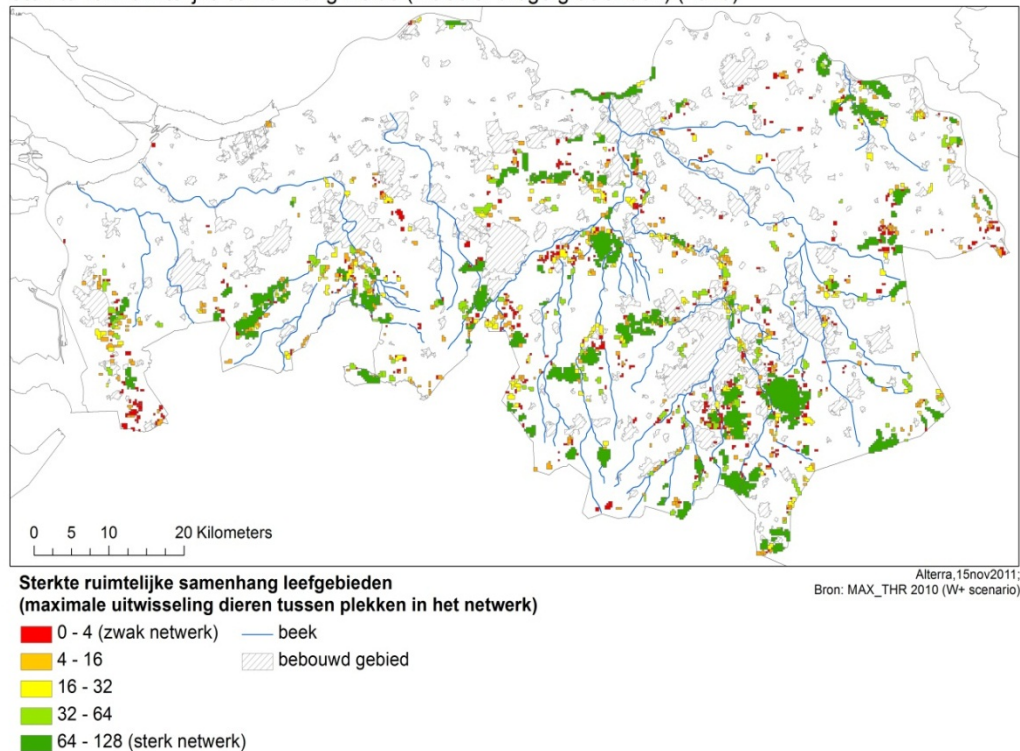 0 5 10 20 Kilometers
Alterra,15nov2011;
Bron: MAX_THR 2010 (W+ scenario)
Sterkte ruimtelijke samenhang leefgebieden
(maximale uitwisseling dieren tussen plekken in het netwerk)
0 - 4 (zwak netwerk)
4 - 16
16 - 32
32 - 64
64 - 128 (sterk netwerk)
beek
bebouwd gebied